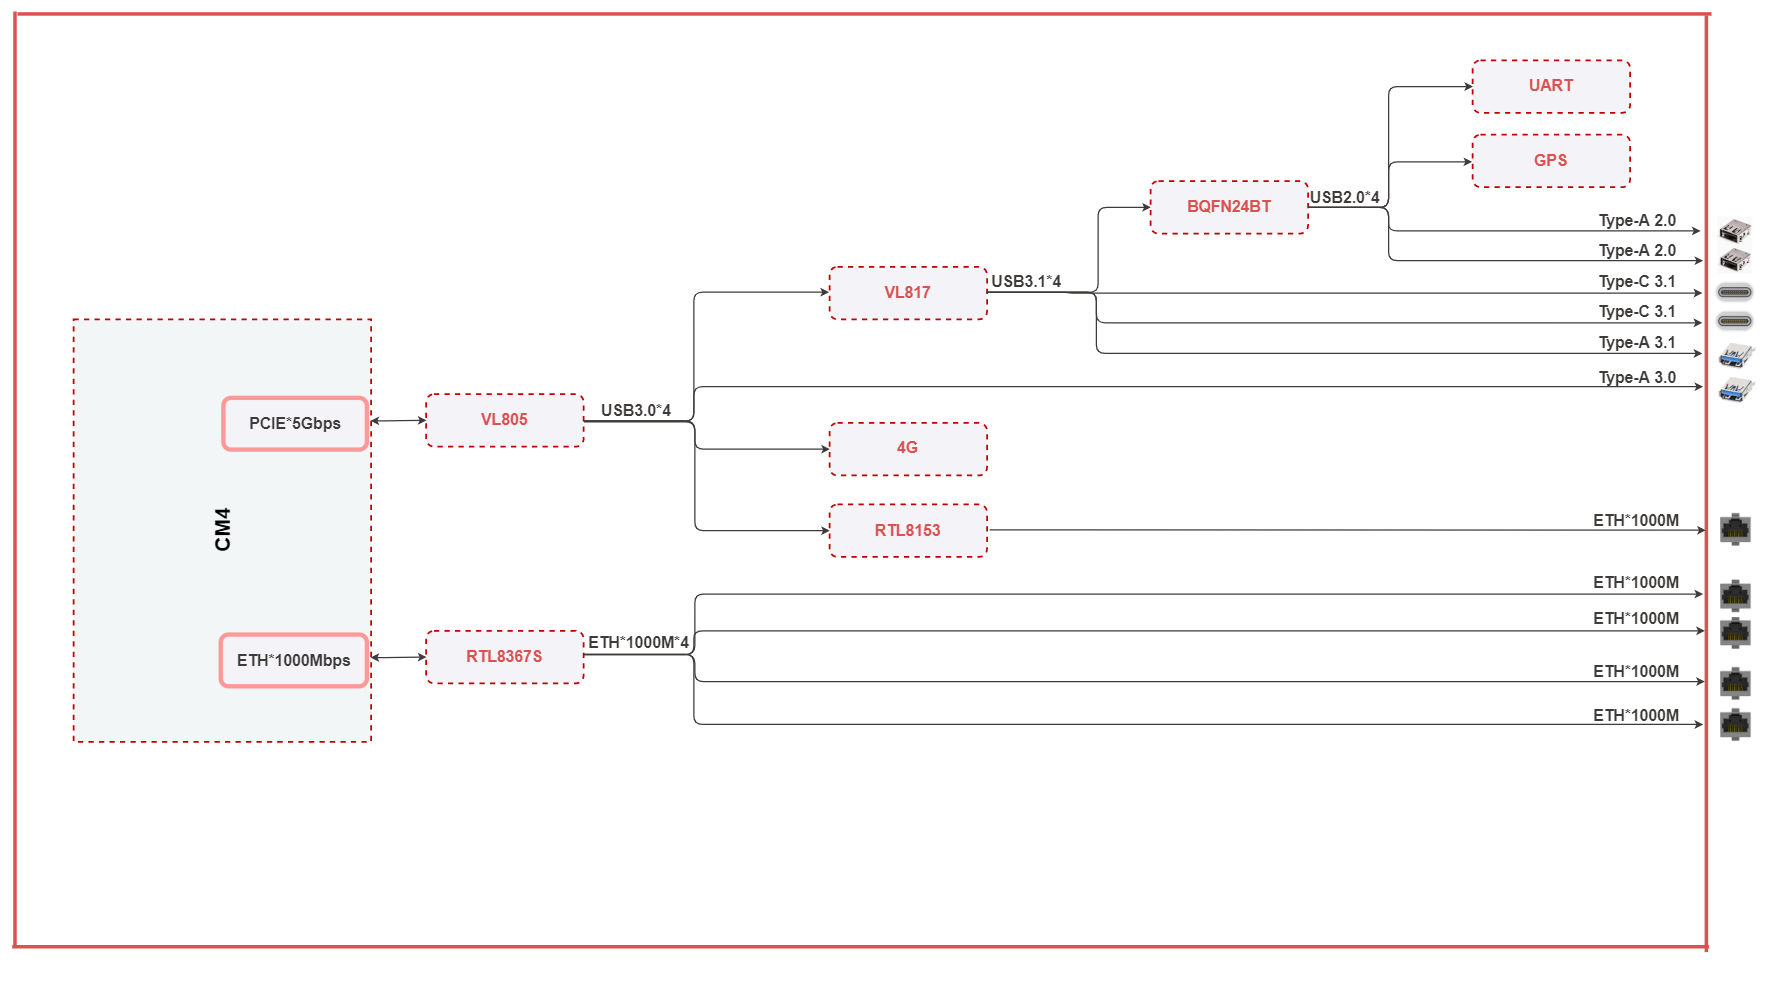 UART
GPS
BQFN24BT
USB2.0*4
Type-A 2.0
Type-A 2.0
VL817
USB3.1*4
Type-C 3.1
Type-C 3.1
Type-A 3.1
Type-A 3.0
PCIE*5Gbps
VL805
USB3.0*4
4G
CM4
RTL8153
ETH*1000M
ETH*1000Mbps
RTL8367S
ETH*1000M*4
ETH*1000M
ETH*1000M
ETH*1000M
ETH*1000M